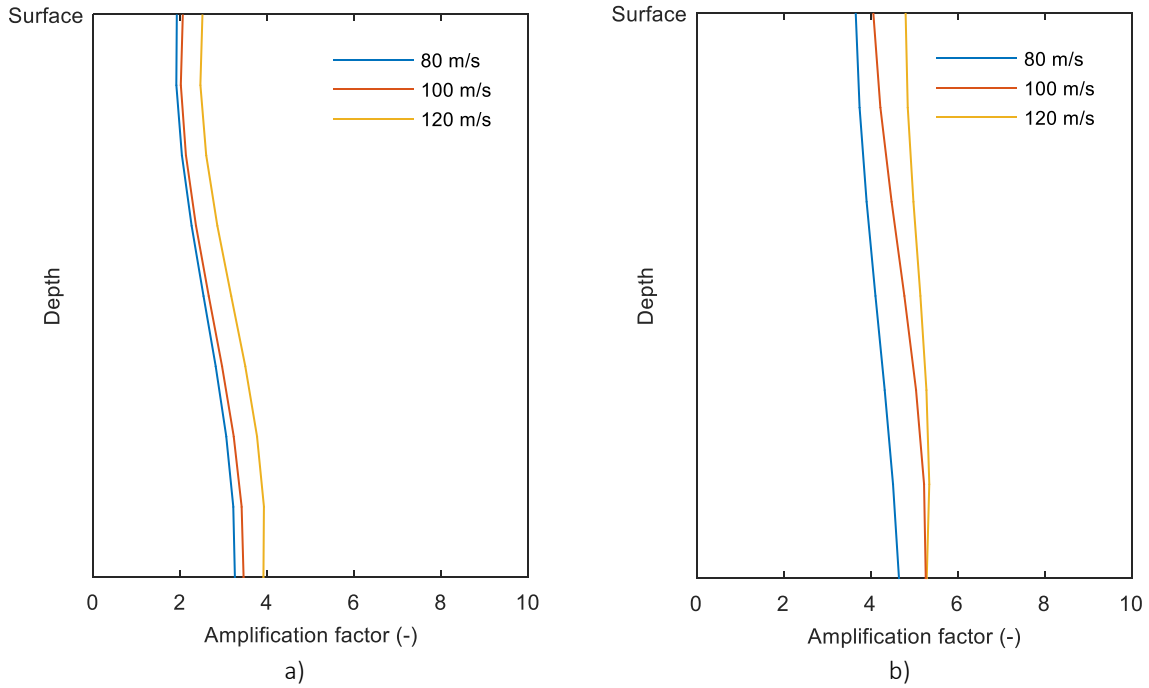 Surface
80 m/s
100 m/s
120 m/s
Depth
0 2 4 6 8 10
Amplification factor (-)
a)
Surface
80 m/s
100 m/s
120 m/s
Depth
0 2 4 6 8 10
Amplification factor (-)
b)